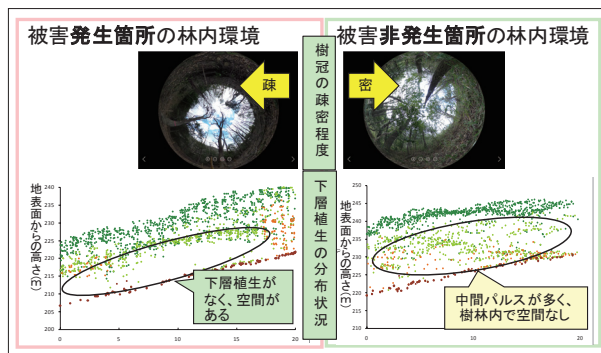 被害発生箇所の林内環境
被害非発生箇所の林内環境
樹冠の疎密程度
疎
密
下層植生の分布状況
地表面からの高さ(m)
240
235
230
225
220
215
210
205
200
0
5
10
15
20
下層植生が
なく、空間が
ある
地表面からの高さ(m)
250
240
230
220
210
0
10
20
中間パルスが多く、
樹林内で空間なし